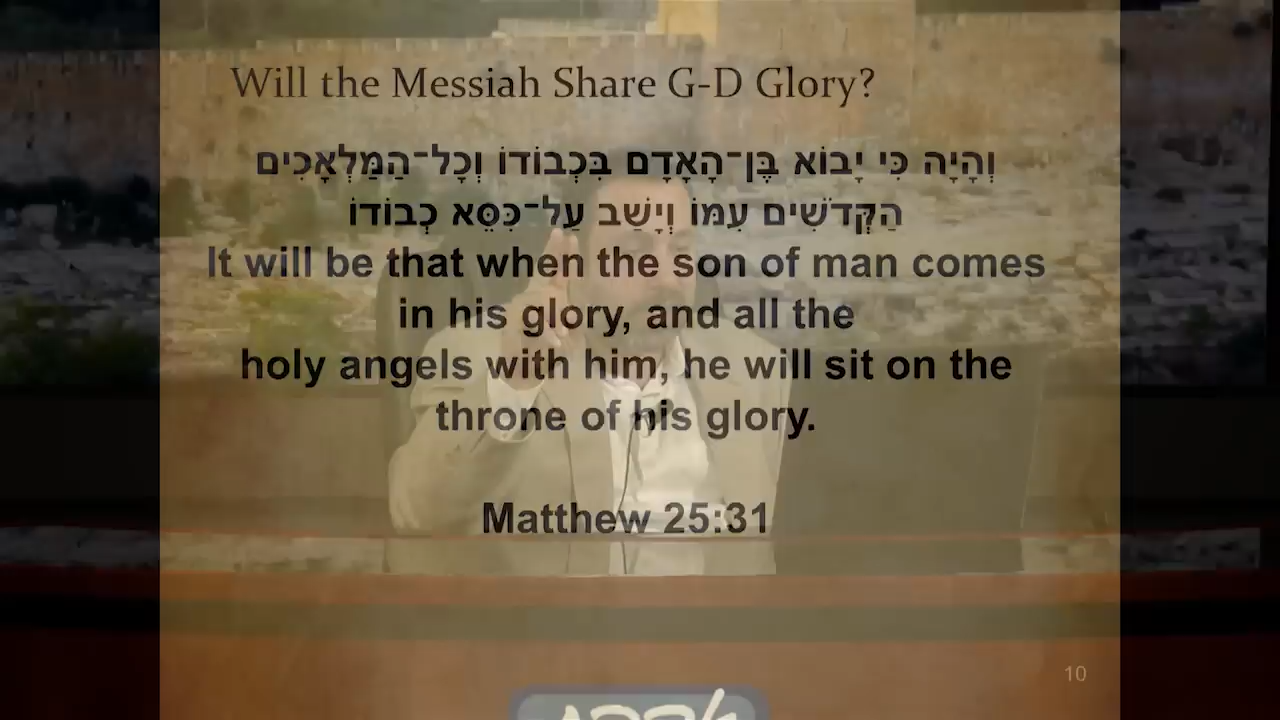 Will the Messiah Share G-D Glory?
וְהָיָה כִּי יָבוֹא בֶּן־הָאָדָם בִּכְבוֹדוֹ וְכָל־הַמַּלְאָכִים
הַקְּדֹשִׁים עִמּוֹ וְיָשַׁב עַל־כִּסֵּא כְבוֹדוֹ
It will be that when the son of man comes
in his glory, and all the
holy angels with him, he will sit on the
throne of his glory.
Matthew 25:31
10